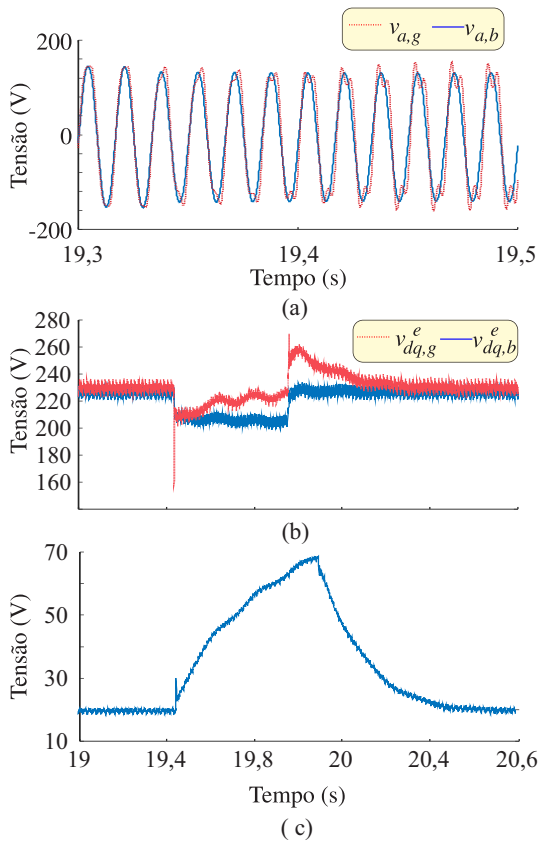 v_{a,g} v_{a,b}
200
0
-200
Tensão (V)
19,3 19,4 19,5
Tempo (s)
(a)
v^{e}_{dq,g} v^{e}_{dq,b}
280
260
240
220
200
180
160
Tensão (V)
(b)
70
50
30
10
Tensão (V)
19 19,4 19,8 20 20,4 20,6
Tempo (s)
( c)